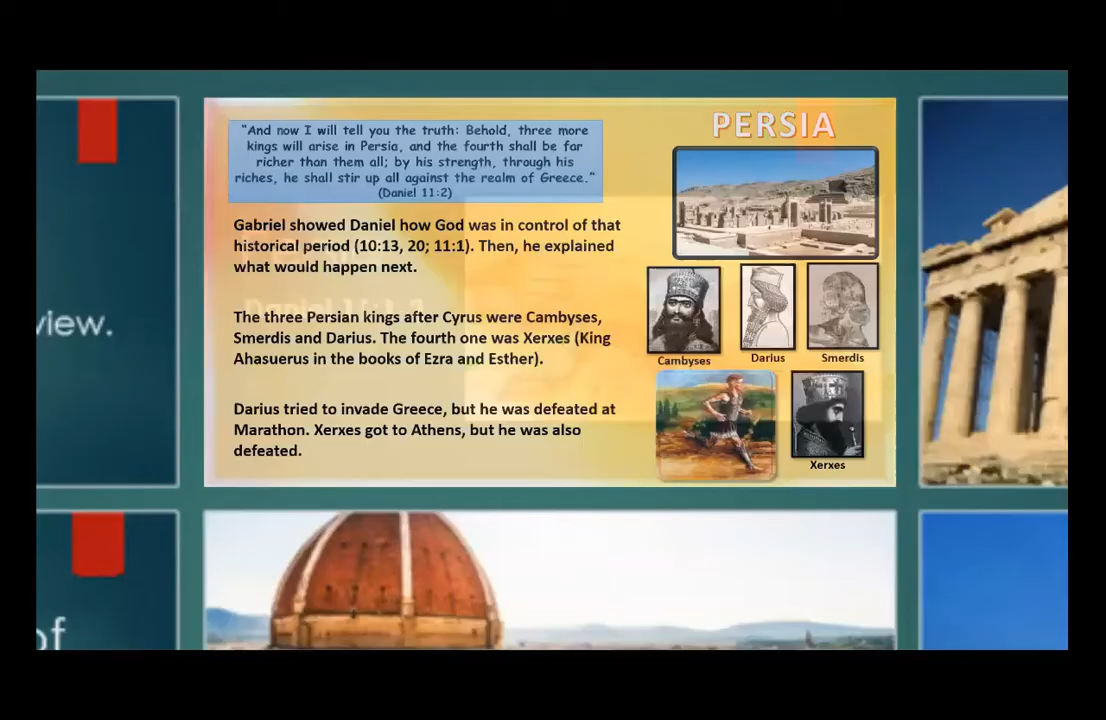 "And now I will tell you the truth: Behold, three more
kings will arise in Persia, and the fourth shall be far
richer than them all; by his strength, through his
riches, he shall stir up all against the realm of Greece."
(Daniel 11:2)
PERSIA
Gabriel showed Daniel how God was in control of that
historical period (10:13, 20; 11:1). Then, he explained
what would happen next.
The three Persian kings after Cyrus were Cambyses,
Smerdis and Darius. The fourth one was Xerxes (King
Ahasuerus in the books of Ezra and Esther).
Darius tried to invade Greece, but he was defeated at
Marathon. Xerxes got to Athens, but he was also
defeated.
Cambyses
Darius
Smerdis
Xerxes
view.
of